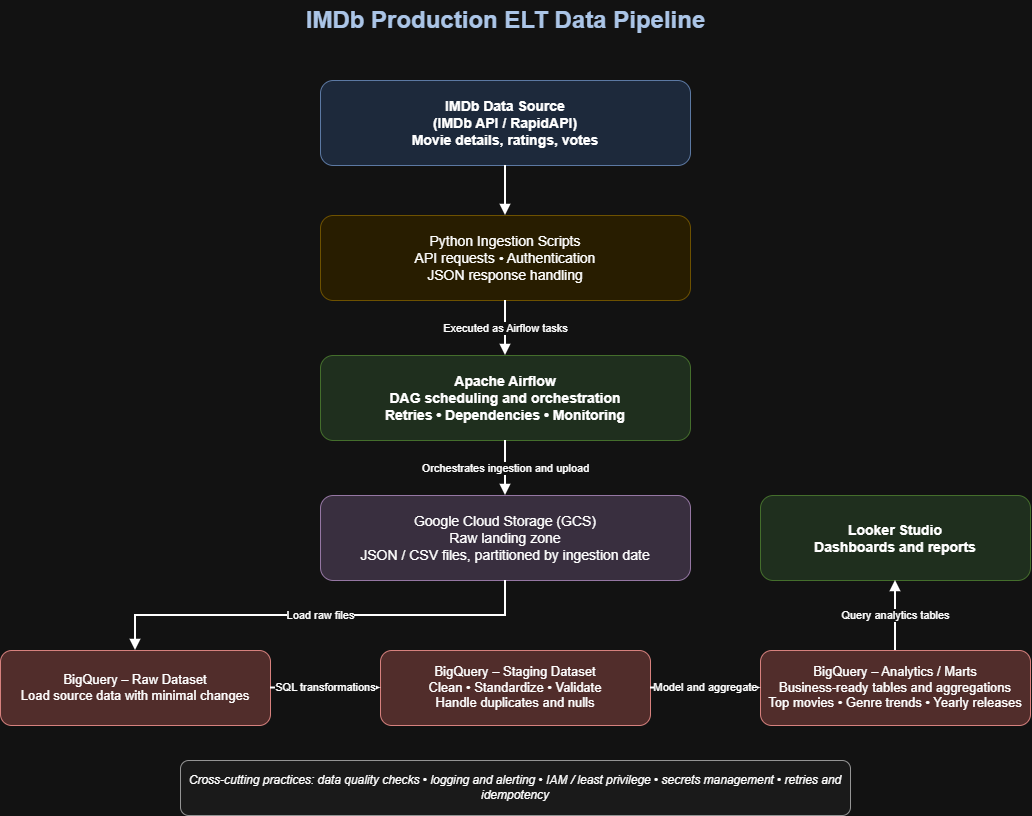 IMDb Production ELT Data Pipeline
IMDb Data Source
(IMDb API / RapidAPI)
Movie details, ratings, votes
Python Ingestion Scripts
API requests • Authentication
JSON response handling
Executed as Airflow tasks
Apache Airflow
DAG scheduling and orchestration
Retries • Dependencies • Monitoring
Orchestrates ingestion and upload
Google Cloud Storage (GCS)
Raw landing zone
JSON / CSV files, partitioned by ingestion date
Looker Studio
Dashboards and reports
Load raw files
Query analytics tables
BigQuery – Raw Dataset
Load source data with minimal changes
SQL transformations
BigQuery – Staging Dataset
Clean • Standardize • Validate
Handle duplicates and nulls
Model and aggregate
BigQuery – Analytics / Marts
Business-ready tables and aggregations
Top movies • Genre trends • Yearly releases
Cross-cutting practices: data quality checks • logging and alerting • IAM / least privilege • secrets management • retries and
idempotency